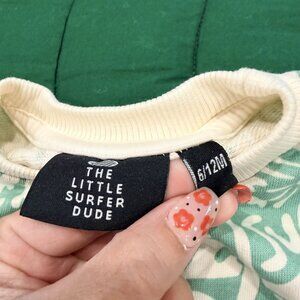 THE
LITTLE
SURFER
DUDE
6/12M